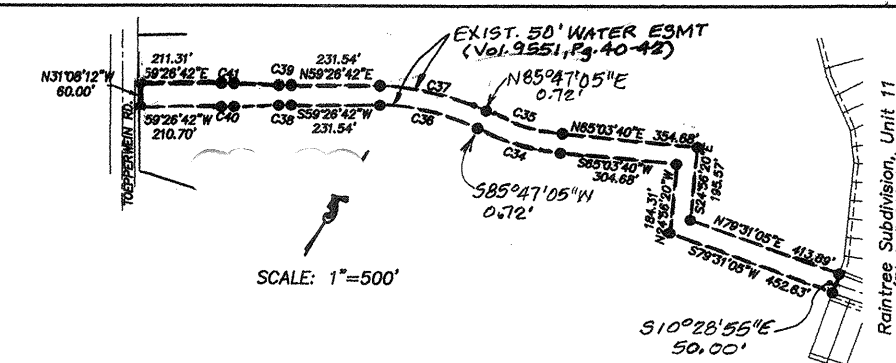 EXIST. 50' WATER ESMT
(Vol. 9551, Pg. 40-42)
N31°08'12"W
60.00'
211.31'
59°26'42"E
C41
C39
231.54'
N59°26'42"E
C37
N85°47'05"E
0.72'
C35
N65°03'40"E 354.68'
59°26'42"W
210.70'
C40
C38
S59°26'42"W
231.54'
C36
C34
S65°03'40"W
304.68'
S85°47'05"W
0.72'
184.31'
N24°56'20"W
S24°56'20"E
195.57'
N79°31'05"E 413.89'
S79°31'05"W 452.63'
S10°28'55"E
50.00'
TOEPPERWEIN RD.
SCALE: 1"=500'
Raintree Subdivision, Unit 11